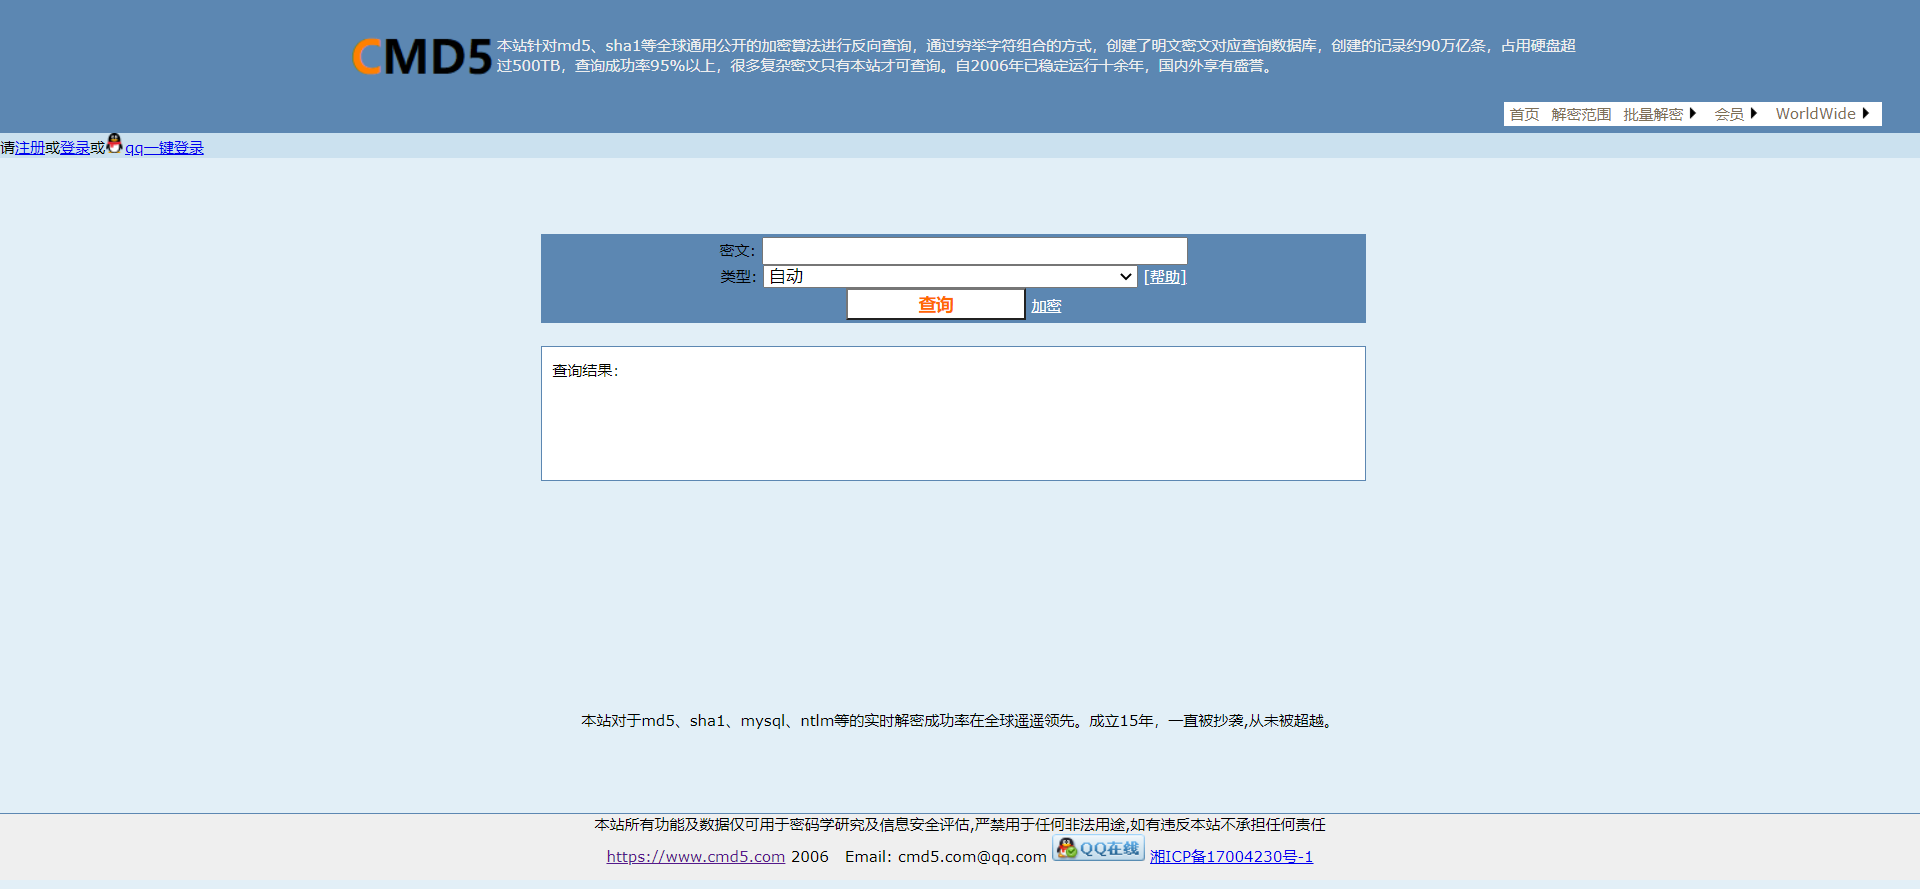 CMD5
本站针对md5、sha1等全球通用公开的加密算法进行反向查询，通过穷举字符组合的方式，创建了明文密文对应查询数据库，创建的记录约90万亿条，占用硬盘超
过500TB，查询成功率95%以上，很多复杂密文只有本站才可查询。自2006年已稳定运行十余年，国内外享有盛誉。
首页 解密范围 批量解密 会员 WorldWide
请注册或登录或qq一键登录
密文：
类型： 自动 [帮助]
查询 加密
查询结果：
本站对于md5、sha1、mysql、ntlm等的实时解密成功率在全球遥遥领先。成立15年，一直被抄袭,从未被超越。
本站所有功能及数据仅可用于密码学研究及信息安全评估,严禁用于任何非法用途,如有违反本站不承担任何责任
https://www.cmd5.com 2006 Email: cmd5.com@qq.com QQ在线 湘ICP备17004230号-1